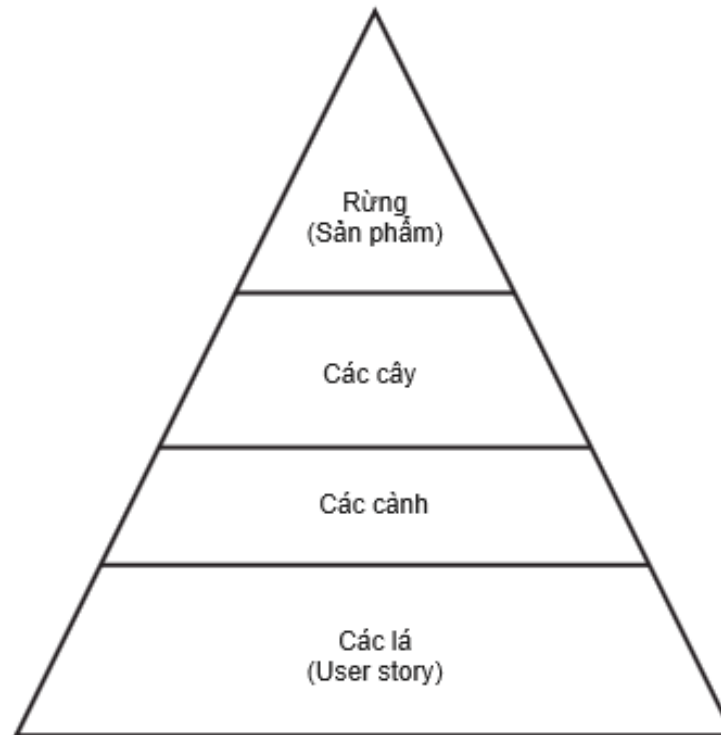 Rừng
(Sản phẩm)
Các cây
Các cành
Các lá
(User story)